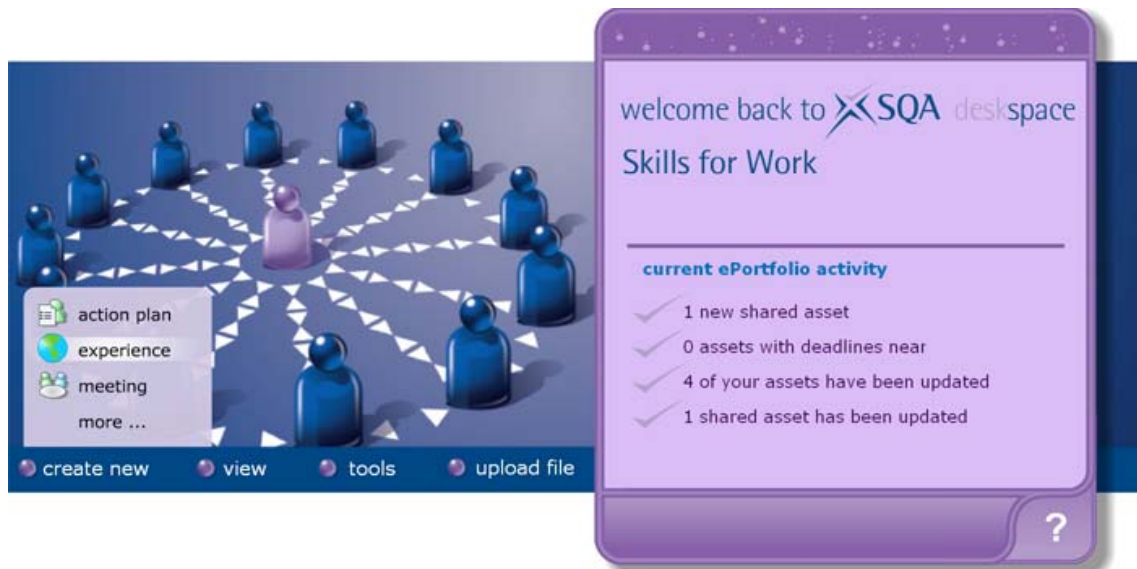 action plan
experience
meeting
more ...
create new
view
tools
upload file
welcome back to SQA deskspace
Skills for Work
current ePortfolio activity
1 new shared asset
0 assets with deadlines near
4 of your assets have been updated
1 shared asset has been updated
?